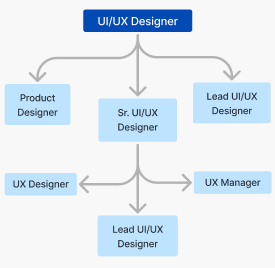 UI/UX Designer
Product
Designer
Sr. UI/UX
Designer
Lead UI/UX
Designer
UX Designer
UX Manager
Lead UI/UX
Designer